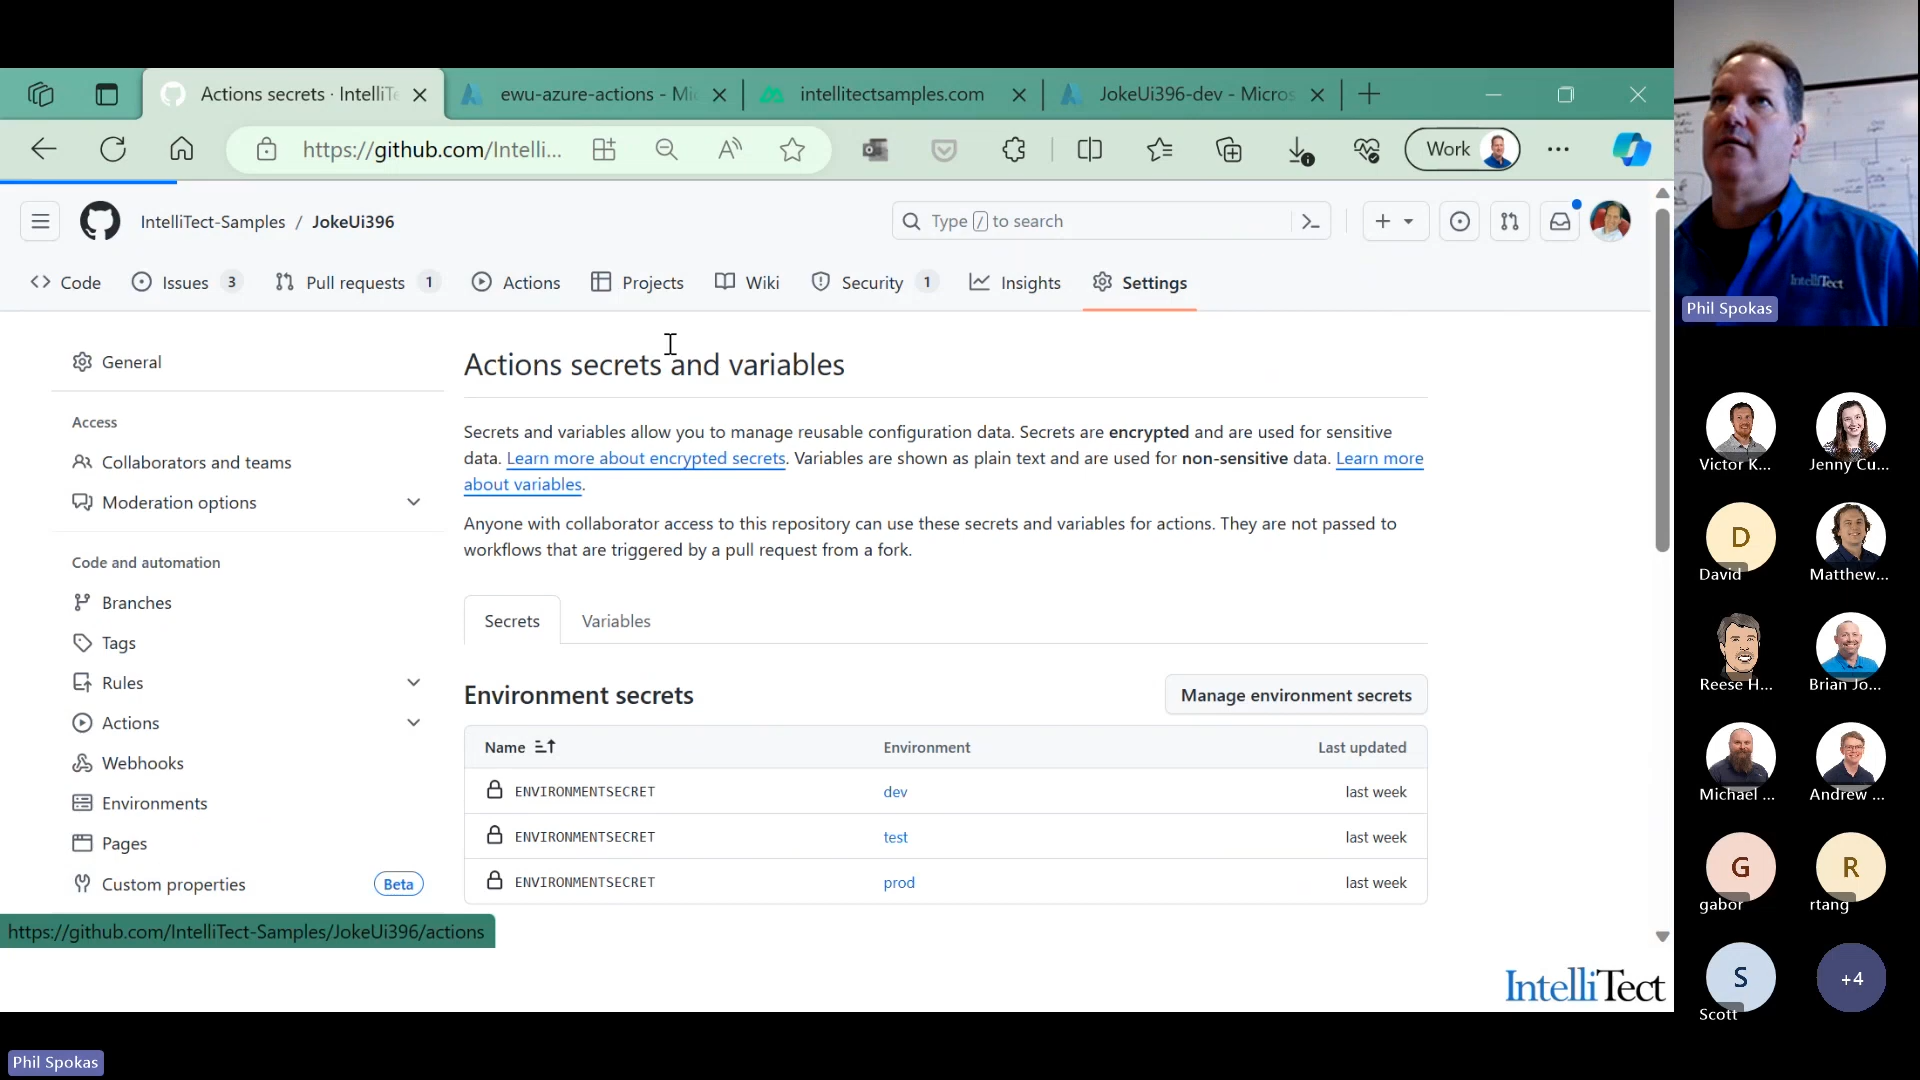 Actions secrets · IntelliTe
ewu-azure-actions - Mic
intellitectsamples.com
JokeUi396-dev - Micros
https://github.com/Intelli...
Work
IntelliTect-Samples / JokeUi396
Type / to search
Code
Issues 3
Pull requests 1
Actions
Projects
Wiki
Security 1
Insights
Settings
General
Access
Collaborators and teams
Moderation options
Code and automation
Branches
Tags
Rules
Actions
Webhooks
Environments
Pages
Custom properties Beta
Actions secrets and variables
Secrets and variables allow you to manage reusable configuration data. Secrets are encrypted and are used for sensitive
data. Learn more about encrypted secrets. Variables are shown as plain text and are used for non-sensitive data. Learn more
about variables.
Anyone with collaborator access to this repository can use these secrets and variables for actions. They are not passed to
workflows that are triggered by a pull request from a fork.
Secrets Variables
Environment secrets Manage environment secrets
Name Environment Last updated
ENVIRONMENTSECRET dev last week
ENVIRONMENTSECRET test last week
ENVIRONMENTSECRET prod last week
https://github.com/IntelliTect-Samples/JokeUi396/actions
IntelliTect
Phil Spokas
IntelliTect
Phil Spokas
Victor K...
Jenny Cu...
D
David
Matthew...
Reese H...
Brian Jo...
Michael ...
Andrew ...
G
gabor
R
rtang
S
Scott
+4